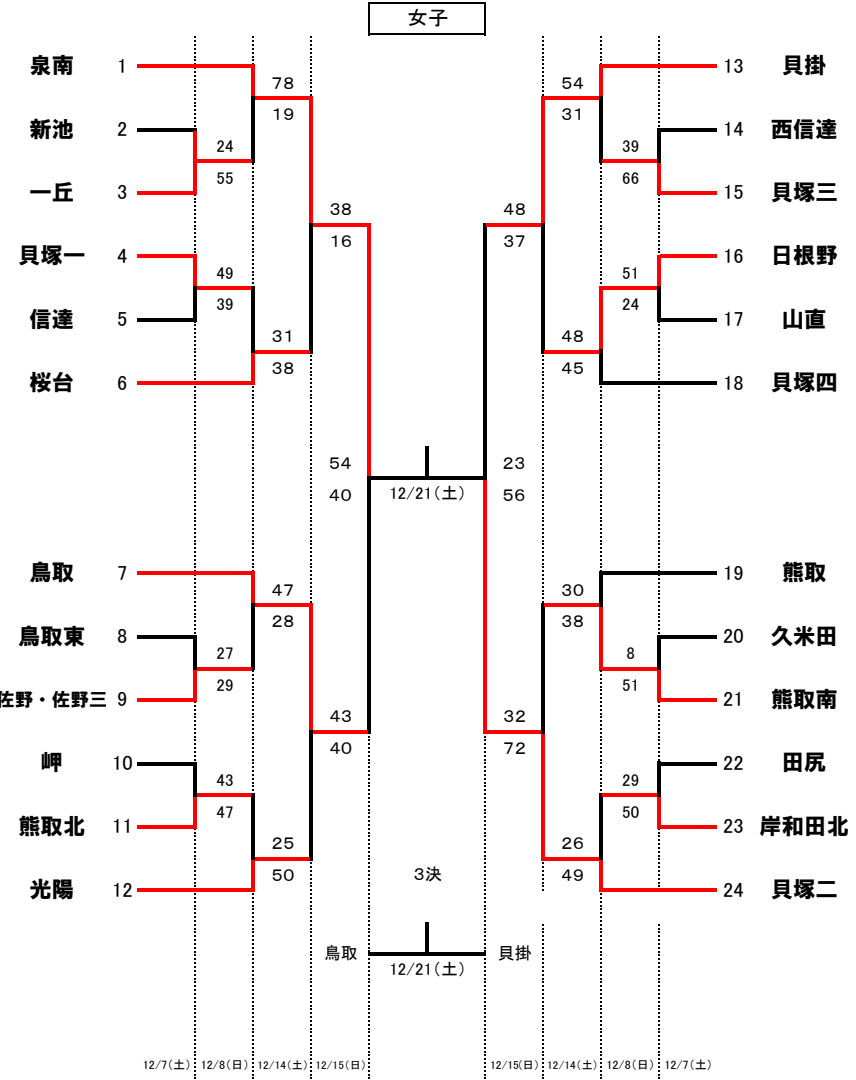 女子
泉南 1
新池 2
一丘 3
貝塚一 4
信達 5
桜台 6
鳥取 7
鳥取東 8
佐野・佐野三 9
岬 10
熊取北 11
光陽 12
24
55
49
39
27
29
43
47
78
19
31
38
47
28
25
50
38
16
43
40
54
40
12/21(土)
23
56
48
37
32
72
54
31
48
45
30
38
26
49
39
66
51
24
8
51
29
50
13 貝掛
14 西信達
15 貝塚三
16 日根野
17 山直
18 貝塚四
19 熊取
20 久米田
21 熊取南
22 田尻
23 岸和田北
24 貝塚二
3決
鳥取
貝掛
12/21(土)
12/7(土) 12/8(日) 12/14(土) 12/15(日) 12/15(日) 12/14(土) 12/8(日) 12/7(土)